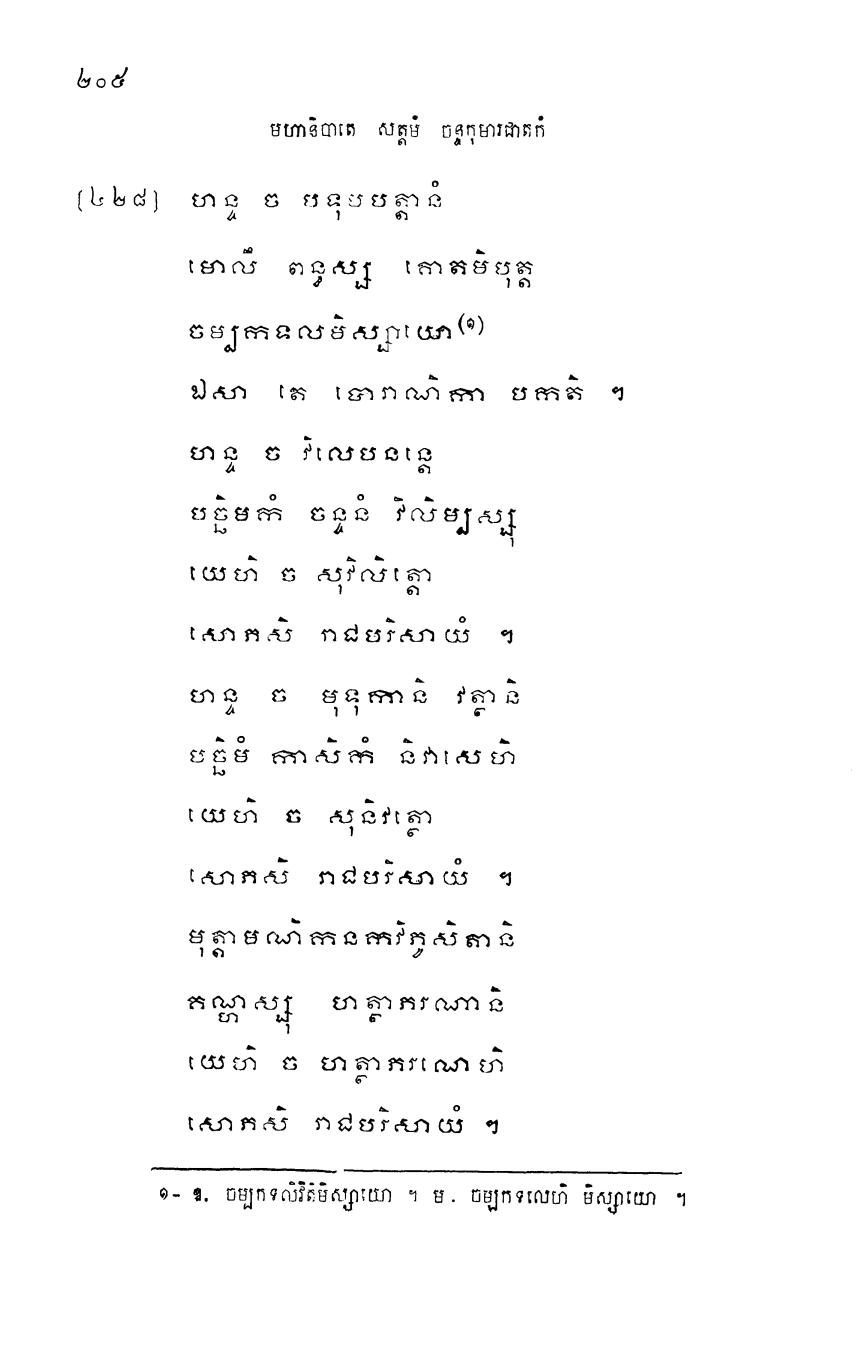 ២០៥
មហានិបាតេ សត្តមំ ចន្ទកុមារជាតកំ
[៤២៨] ហន្ទ ច បទុបបត្តានំ
មោលឹ ពន្ធស្សុ គោតមិបុត្ត
ចម្បកទលមិស្សាយោ(១)
ឯសា តេ បោរាណិកា បកតិ ។
ហន្ទ ច វិលេបនន្តេ
បច្ឆិមកំ ចន្ទនំ វិលិម្បស្សុ
យេហិ ច សុវិលិត្តោ
សោភសិ រាជបរិសាយំ ។
ហន្ទ ច មុទុកានិ វត្ថានិ
បច្ឆិមំ កាសិកំ និវាសេហិ
យេហិ ច សុនិវត្ថោ
សោភសិ រាជបរិសាយំ ។
មុត្តាមណិកនកវិភូសិតានិ
គណ្ហស្សុ ហត្ថាភរណានិ
យេហិ ច ហត្ថាភរណេហិ
សោភសិ រាជបរិសាយំ ។
១- ឱ. ចម្បកទលិវីតិមិស្សាយោ ។ ម. ចម្បកទលេហិ មិស្សាយោ ។